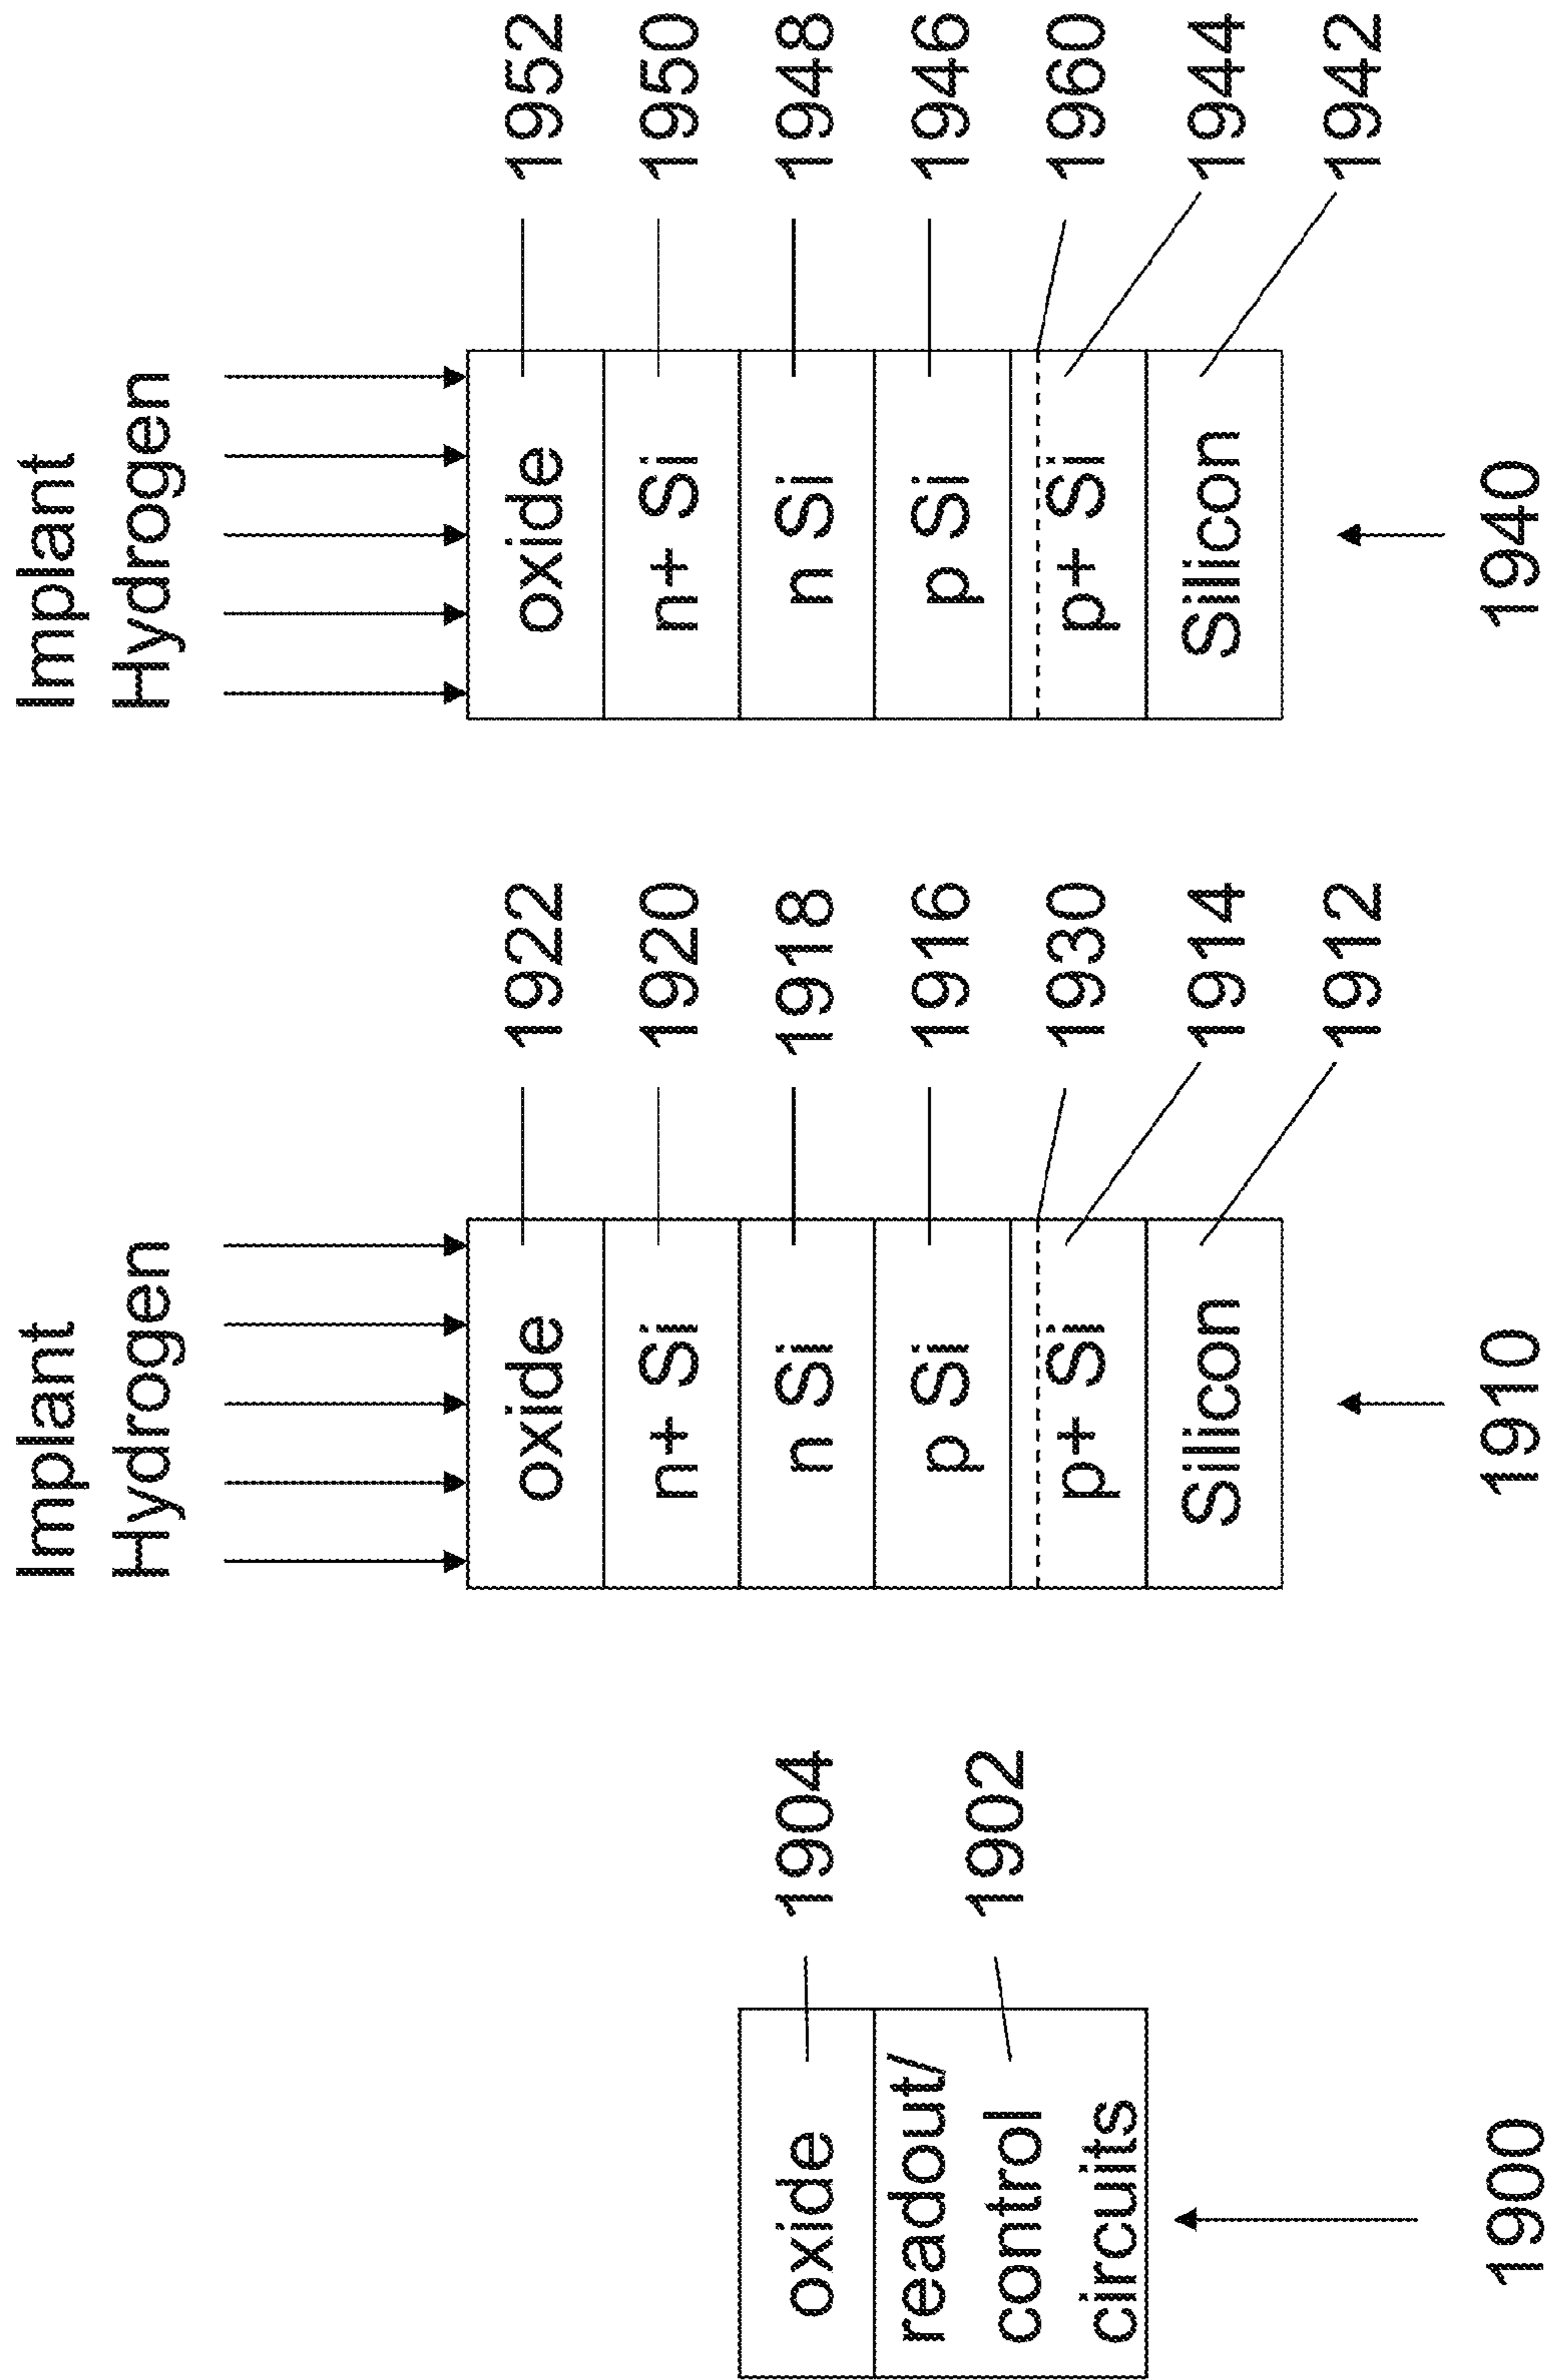 oxide
1904
readout/
control
circuits
1902
1900
Implant
Hydrogen
oxide
1922
n+ Si
1920
n Si
1918
p Si
1916
1930
p+ Si
1914
Silicon
1912
1910
Implant
Hydrogen
oxide
1952
n+ Si
1950
n Si
1948
p Si
1946
1960
p+ Si
1944
Silicon
1942
1940